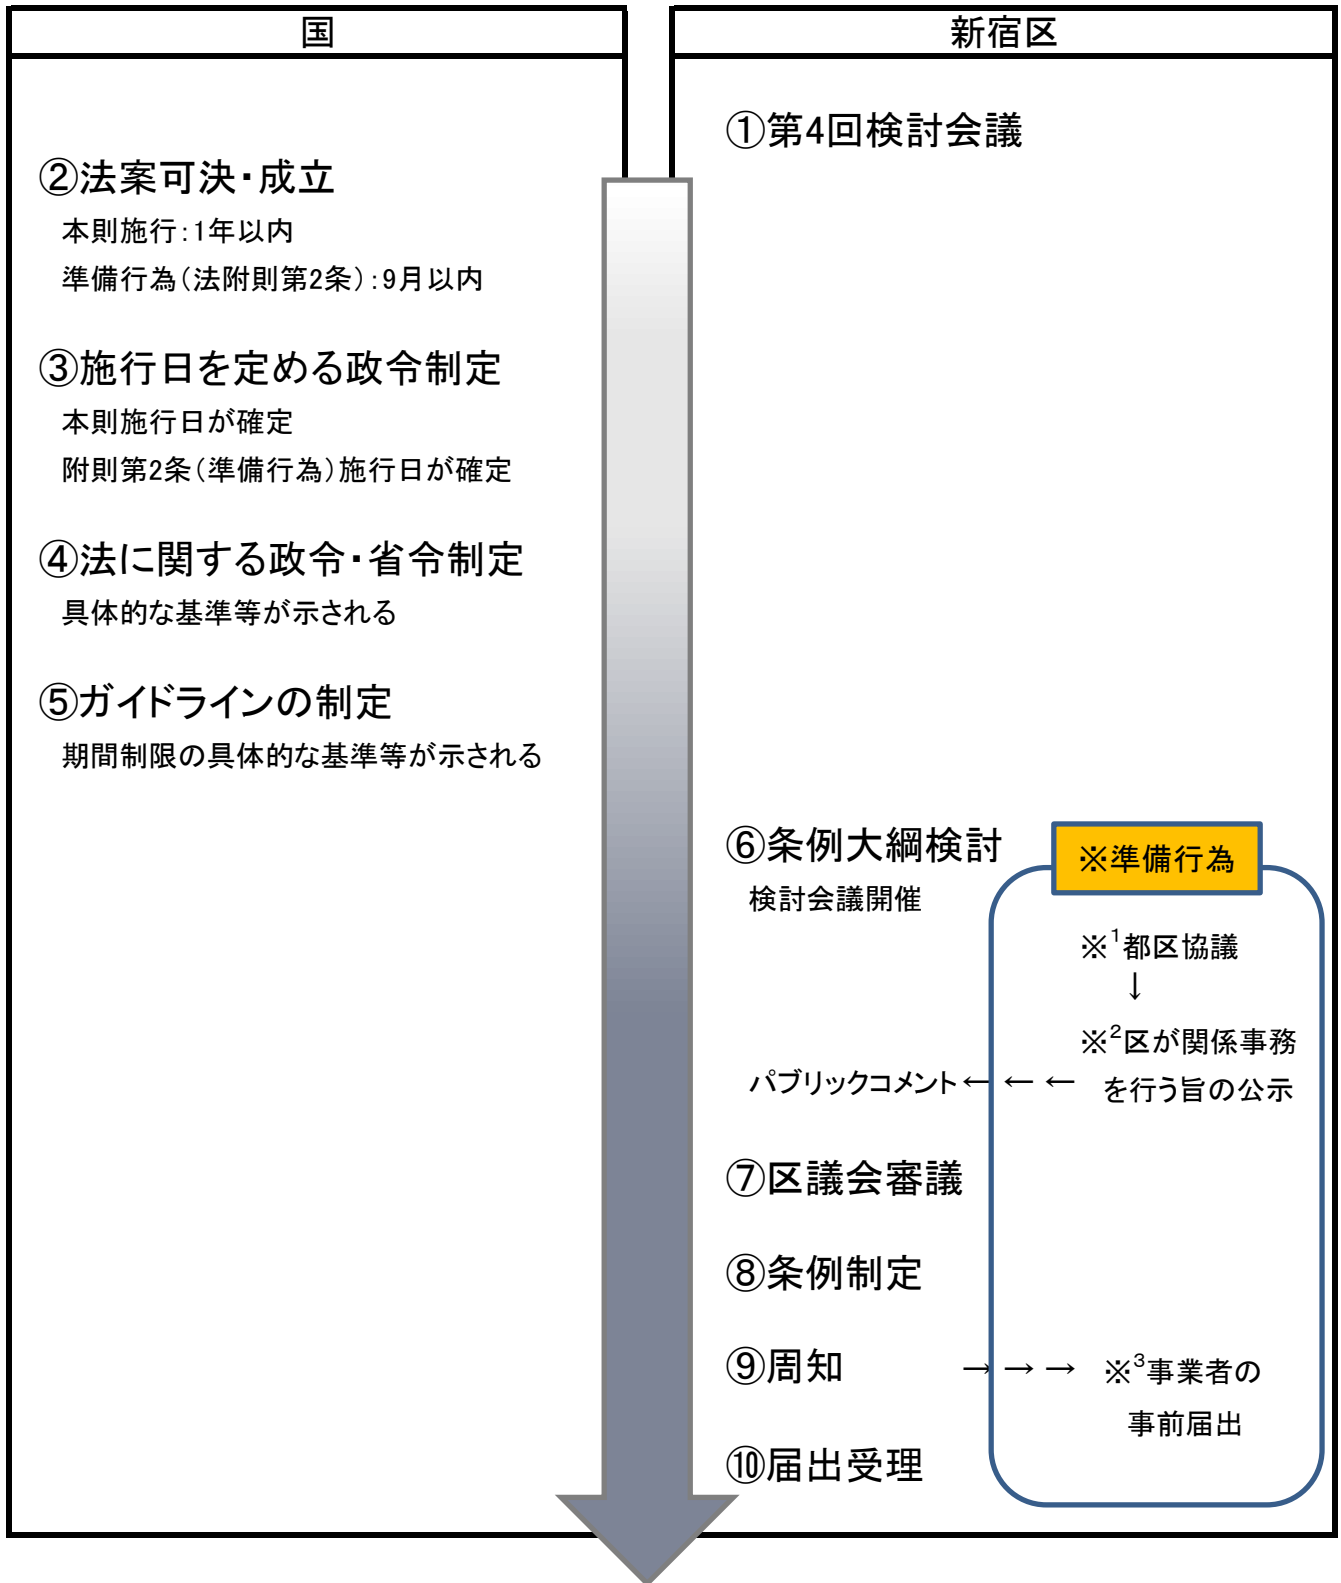 国
新宿区
①第4回検討会議
②法案可決・成立
本則施行：1年以内
準備行為（法附則第2条）：9月以内
③施行日を定める政令制定
本則施行日が確定
附則第2条（準備行為）施行日が確定
④法に関する政令・省令制定
具体的な基準等が示される
⑤ガイドラインの制定
期間制限の具体的な基準等が示される
⑥条例大綱検討
検討会議開催
※準備行為
※1都区協議
↓
※2区が関係事務
を行う旨の公示
パブリックコメント← ← ←
⑦区議会審議
⑧条例制定
⑨周知 → → → ※3事業者の
事前届出
⑩届出受理